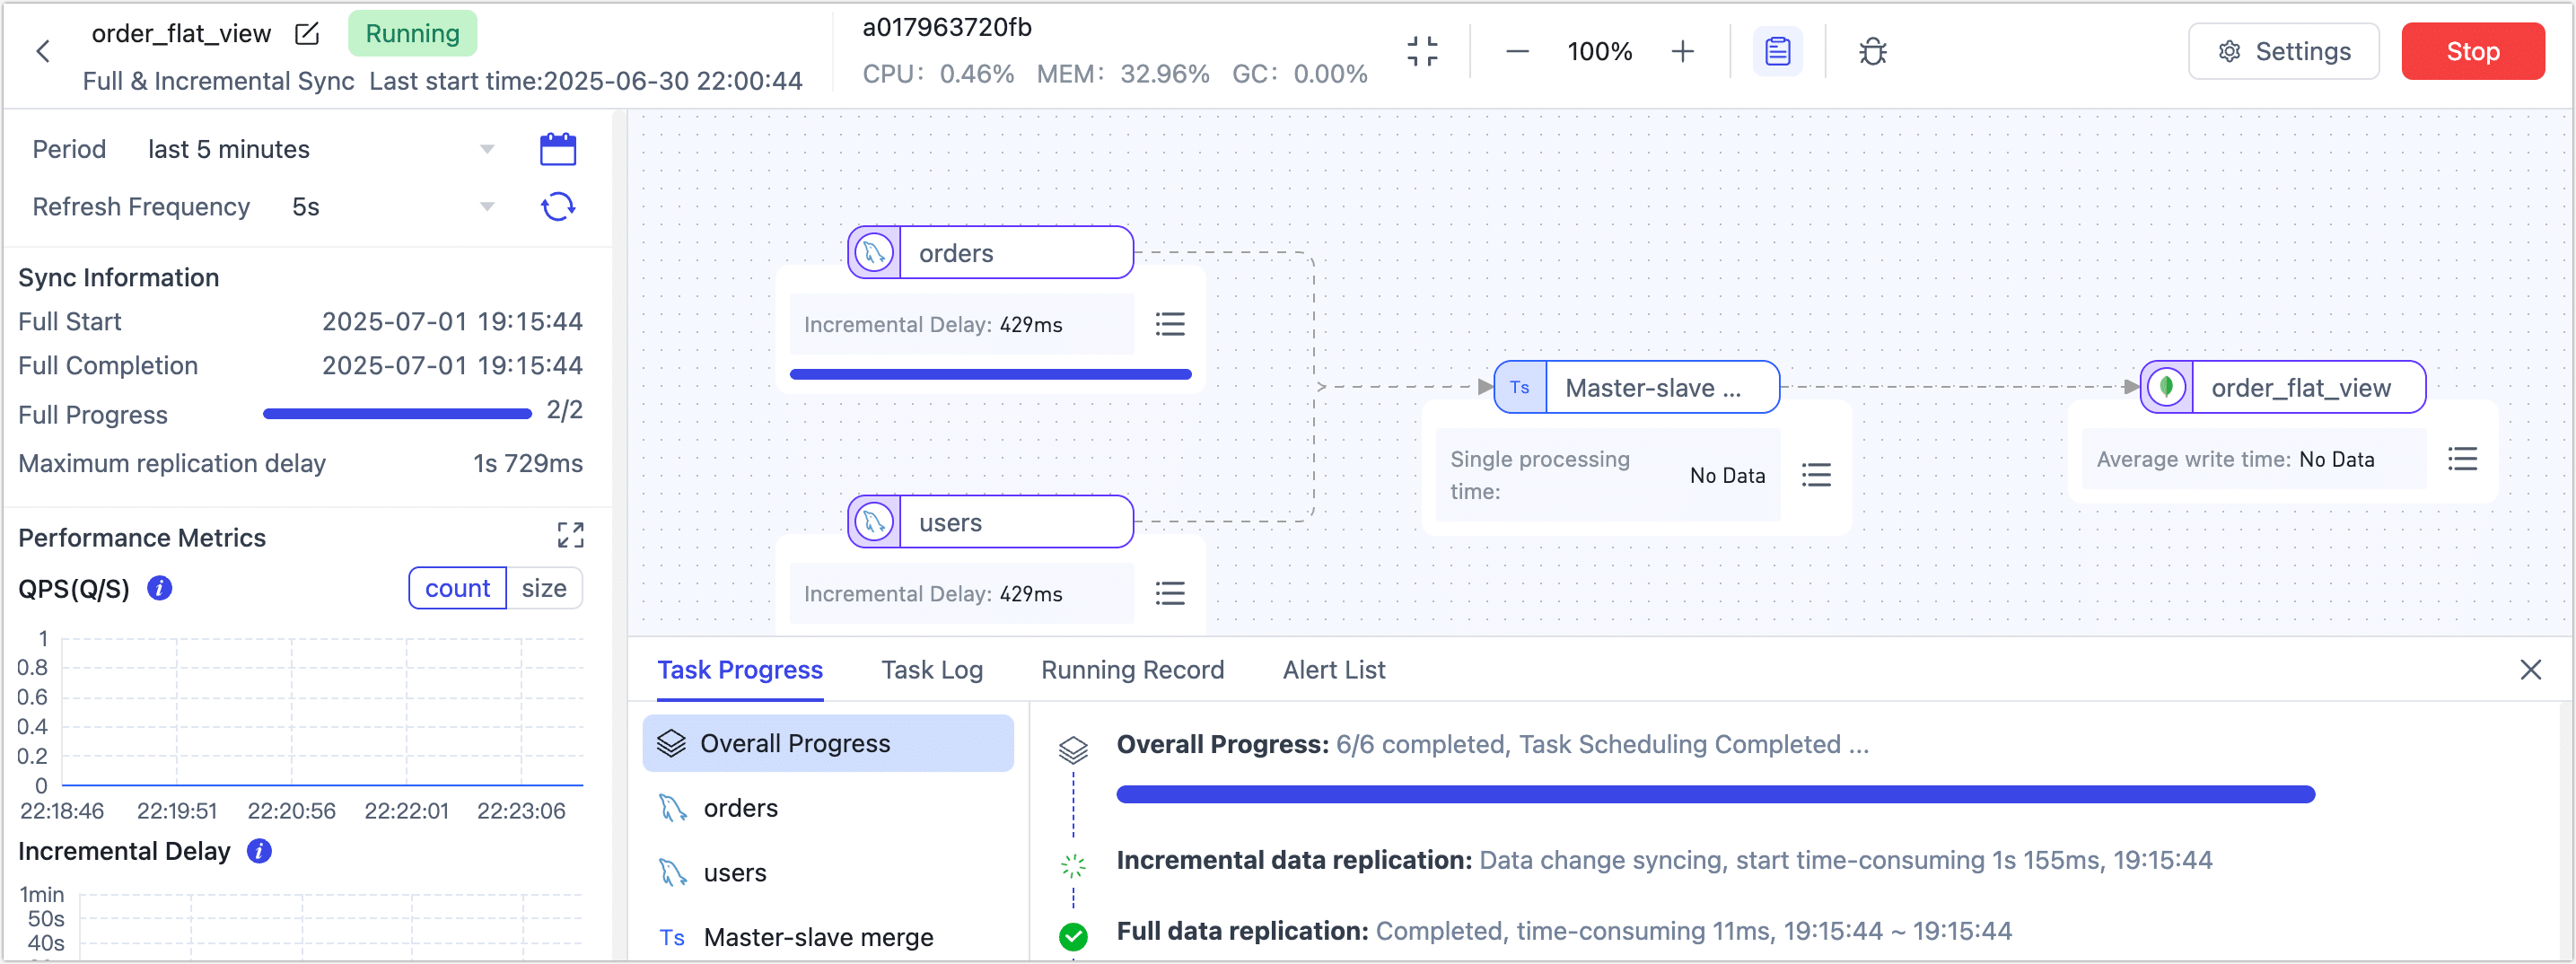 order_flat_view Running
Full & Incremental Sync Last start time:2025-06-30 22:00:44
a017963720fb
CPU: 0.46% MEM: 32.96% GC: 0.00%
100%
Settings
Stop
Period last 5 minutes
Refresh Frequency 5s
Sync Information
Full Start 2025-07-01 19:15:44
Full Completion 2025-07-01 19:15:44
Full Progress 2/2
Maximum replication delay 1s 729ms
Performance Metrics
QPS(Q/S) i count size
1
0.8
0.6
0.4
0.2
0
22:18:46 22:19:51 22:20:56 22:22:01 22:23:06
Incremental Delay i
1min
50s
40s
orders
Incremental Delay: 429ms
users
Incremental Delay: 429ms
Ts Master-slave ...
Single processing
time: No Data
order_flat_view
Average write time: No Data
Task Progress Task Log Running Record Alert List
Overall Progress
orders
users
Ts Master-slave merge
Overall Progress: 6/6 completed, Task Scheduling Completed ...
Incremental data replication: Data change syncing, start time-consuming 1s 155ms, 19:15:44
Full data replication: Completed, time-consuming 11ms, 19:15:44 ~ 19:15:44